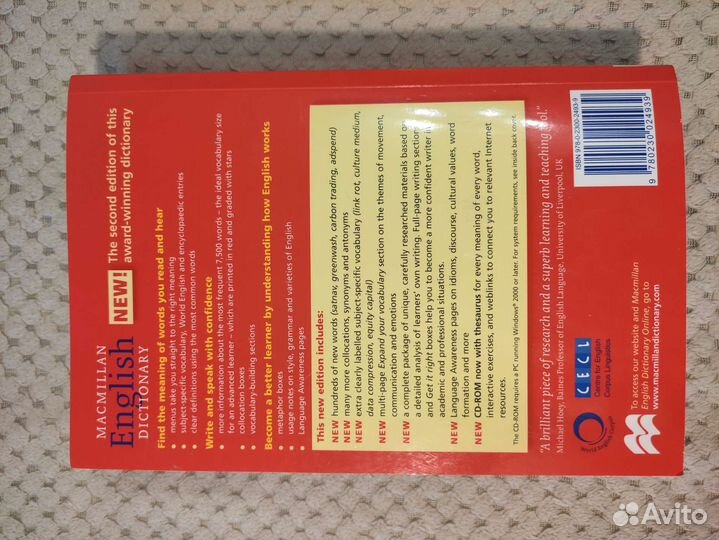 MACMILLAN
English
DICTIONARY
NEW! The second edition of this
award-winning dictionary
Find the meaning of words you read and hear
• menus take you straight to the right meaning
• subject-specific vocabulary, World English and encyclopaedic entries
• clear definitions using the most common words
Write and speak with confidence
• more information about the most frequent 7,500 words – the ideal vocabulary size
for an advanced learner – which are printed in red and graded with stars
• collocation boxes
• vocabulary-building sections
Become a better learner by understanding how English works
• metaphor boxes
• usage notes on style, grammar and varieties of English
• Language Awareness pages
This new edition includes:
NEW hundreds of new words (satnav, greenwash, carbon trading, adspend)
NEW many more collocations, synonyms and antonyms
NEW extra clearly labelled subject-specific vocabulary (link rot, culture medium,
data compression, equity capital)
NEW multi-page Expand your vocabulary section on the themes of movement,
communication and emotions
NEW a complete package of unique, carefully researched materials based on
a detailed analysis of learners' own writing. Full-page writing sections
and Get it right boxes help you to become a more confident writer in
academic and professional situations.
NEW Language Awareness pages on idioms, discourse, cultural values, word
formation and more
NEW CD-ROM now with thesaurus for every meaning of every word,
interactive exercises, and weblinks to connect you to relevant Internet
resources.
The CD-ROM requires a PC running Windows® 2000 or later. For system requirements, see inside back cover.
"A brilliant piece of research and a superb learning and teaching tool."
Michael Hoey, Baines Professor of English Language, University of Liverpool, UK
World English Corpus
CECL
Centre for English
Corpus Linguistics
To access our website and Macmillan
English Dictionary Online, go to
www.macmillandictionary.com
ISBN 978-0-2300-2493-9
9 780230 024939
Avito